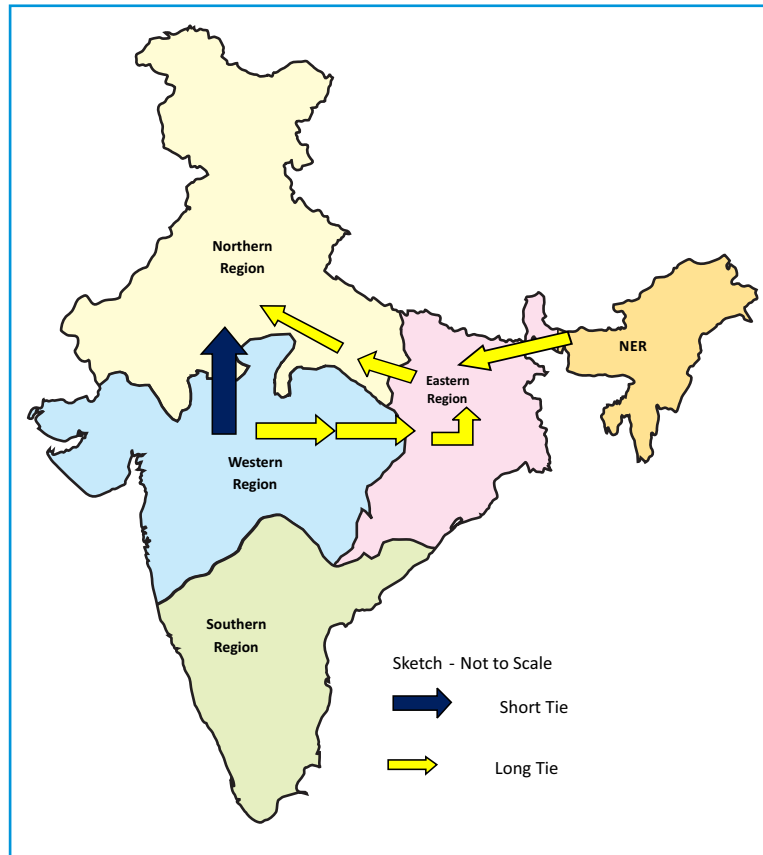 Northern
Region
NER
Eastern
Region
Western
Region
Southern
Region
Sketch - Not to Scale
Short Tie
Long Tie